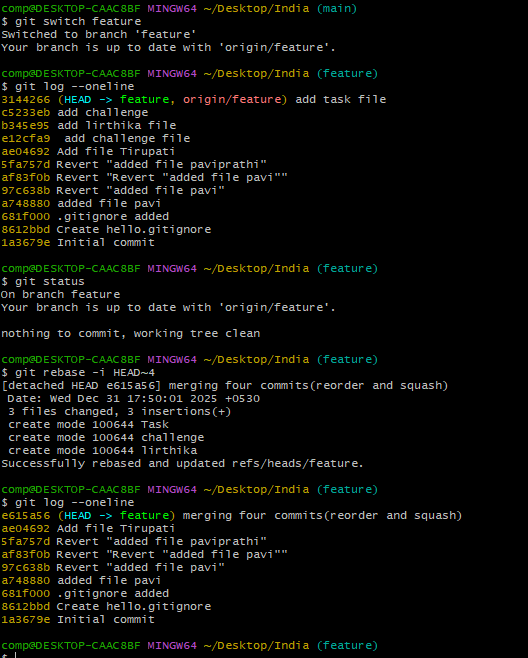 comp@DESKTOP-CAAC8BF MINGW64 ~/Desktop/India (main)
$ git switch feature
Switched to branch 'feature'
Your branch is up to date with 'origin/feature'.

comp@DESKTOP-CAAC8BF MINGW64 ~/Desktop/India (feature)
$ git log --oneline
3144266 (HEAD -> feature, origin/feature) add task file
c5233eb add challenge
b345e95 add lirthika file
e12cfa9  add challenge file
ae04692 Add file Tirupati
5fa757d Revert "added file paviprathi"
af83f0b Revert "Revert "added file pavi""
97c638b Revert "added file pavi"
a748880 added file pavi
681f000 .gitignore added
8612bbd Create hello.gitignore
1a3679e Initial commit

comp@DESKTOP-CAAC8BF MINGW64 ~/Desktop/India (feature)
$ git status
On branch feature
Your branch is up to date with 'origin/feature'.

nothing to commit, working tree clean

comp@DESKTOP-CAAC8BF MINGW64 ~/Desktop/India (feature)
$ git rebase -i HEAD~4
[detached HEAD e615a56] merging four commits(reorder and squash)
 Date: Wed Dec 31 17:50:01 2025 +0530
 3 files changed, 3 insertions(+)
 create mode 100644 Task
 create mode 100644 challenge
 create mode 100644 lirthika
Successfully rebased and updated refs/heads/feature.

comp@DESKTOP-CAAC8BF MINGW64 ~/Desktop/India (feature)
$ git log --oneline
e615a56 (HEAD -> feature) merging four commits(reorder and squash)
ae04692 Add file Tirupati
5fa757d Revert "added file paviprathi"
af83f0b Revert "Revert "added file pavi""
97c638b Revert "added file pavi"
a748880 added file pavi
681f000 .gitignore added
8612bbd Create hello.gitignore
1a3679e Initial commit

comp@DESKTOP-CAAC8BF MINGW64 ~/Desktop/India (feature)
$